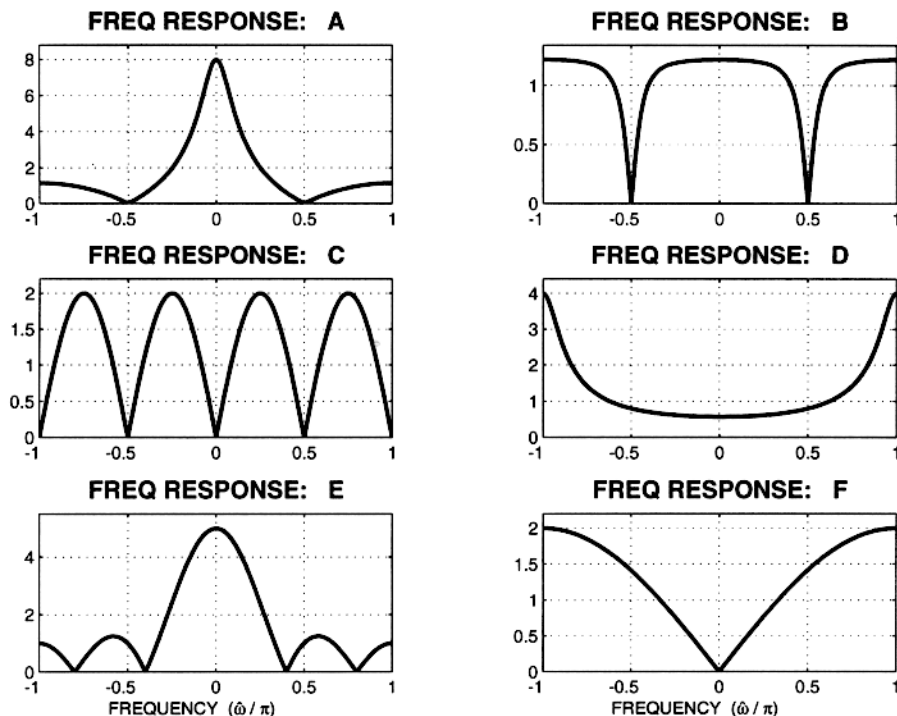 FREQ RESPONSE: A
8
6
4
2
0
-1 -0.5 0 0.5 1
FREQ RESPONSE: B
1
0.5
0
-1 -0.5 0 0.5 1
FREQ RESPONSE: C
2
1.5
1
0.5
0
-1 -0.5 0 0.5 1
FREQ RESPONSE: D
4
3
2
1
0
-1 -0.5 0 0.5 1
FREQ RESPONSE: E
4
2
0
-1 -0.5 0 0.5 1
FREQUENCY (ω̂ / π)
FREQ RESPONSE: F
2
1.5
1
0.5
0
-1 -0.5 0 0.5 1
FREQUENCY (ω̂ / π)